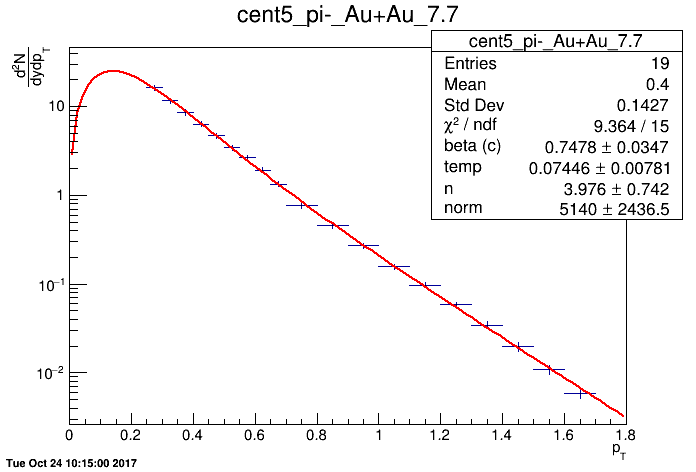 cent5_pi-_Au+Au_7.7
d²N
dydp_T
cent5_pi-_Au+Au_7.7
Entries 19
Mean 0.4
Std Dev 0.1427
χ² / ndf 9.364 / 15
beta (c) 0.7478 ± 0.0347
temp 0.07446 ± 0.00781
n 3.976 ± 0.742
norm 5140 ± 2436.5
10
1
10⁻¹
10⁻²
0 0.2 0.4 0.6 0.8 1 1.2 1.4 1.6 1.8
p_T
Tue Oct 24 10:15:00 2017